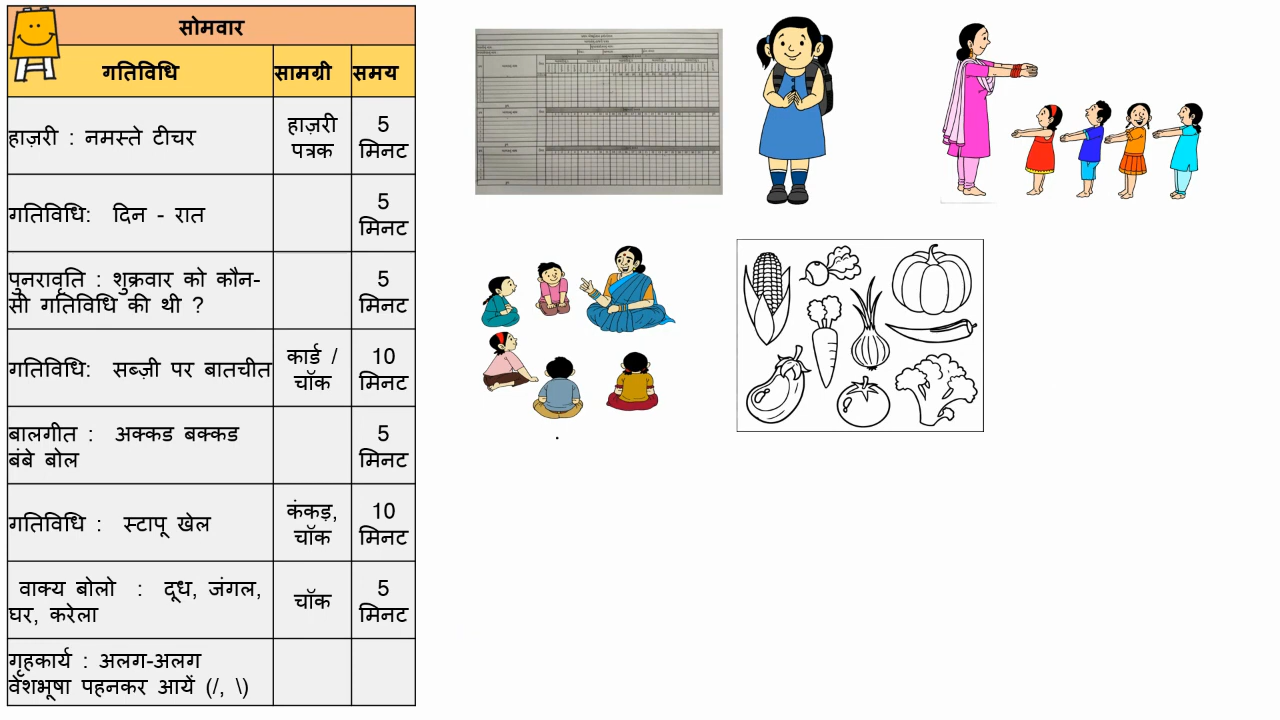 सोमवार
गतिविधि सामग्री समय
हाज़री : नमस्ते टीचर हाज़री पत्रक 5 मिनट
गतिविधि: दिन - रात 5 मिनट
पुनरावृति : शुक्रवार को कौन-
सी गतिविधि की थी ? 5 मिनट
गतिविधि: सब्ज़ी पर बातचीत कार्ड / चॉक 10 मिनट
बालगीत : अक्कड बक्कड
बंबे बोल 5 मिनट
गतिविधि : स्टापू खेल कंकड़, चॉक 10 मिनट
वाक्य बोलो : दूध, जंगल,
घर, करेला चॉक 5 मिनट
गृहकार्य : अलग-अलग
वेशभूषा पहनकर आयें (/, \)